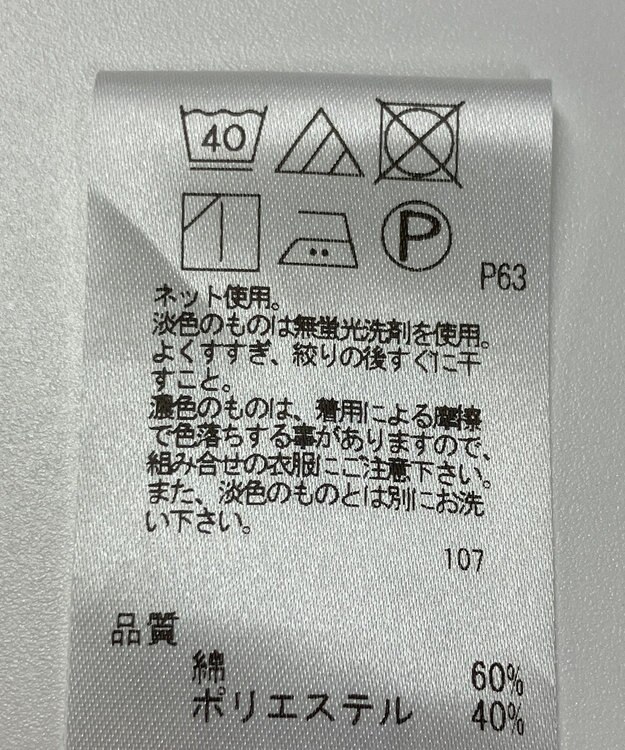 40
P
P63
ネット使用。
淡色のものは無蛍光洗剤を使用。
よくすすぎ、絞りの後すぐに干
すこと。
濃色のものは、着用による摩擦
で色落ちする事がありますので、
組み合せの衣服にご注意下さい。
また、淡色のものとは別にお洗
い下さい。
107
品質
綿 60%
ポリエステル 40%